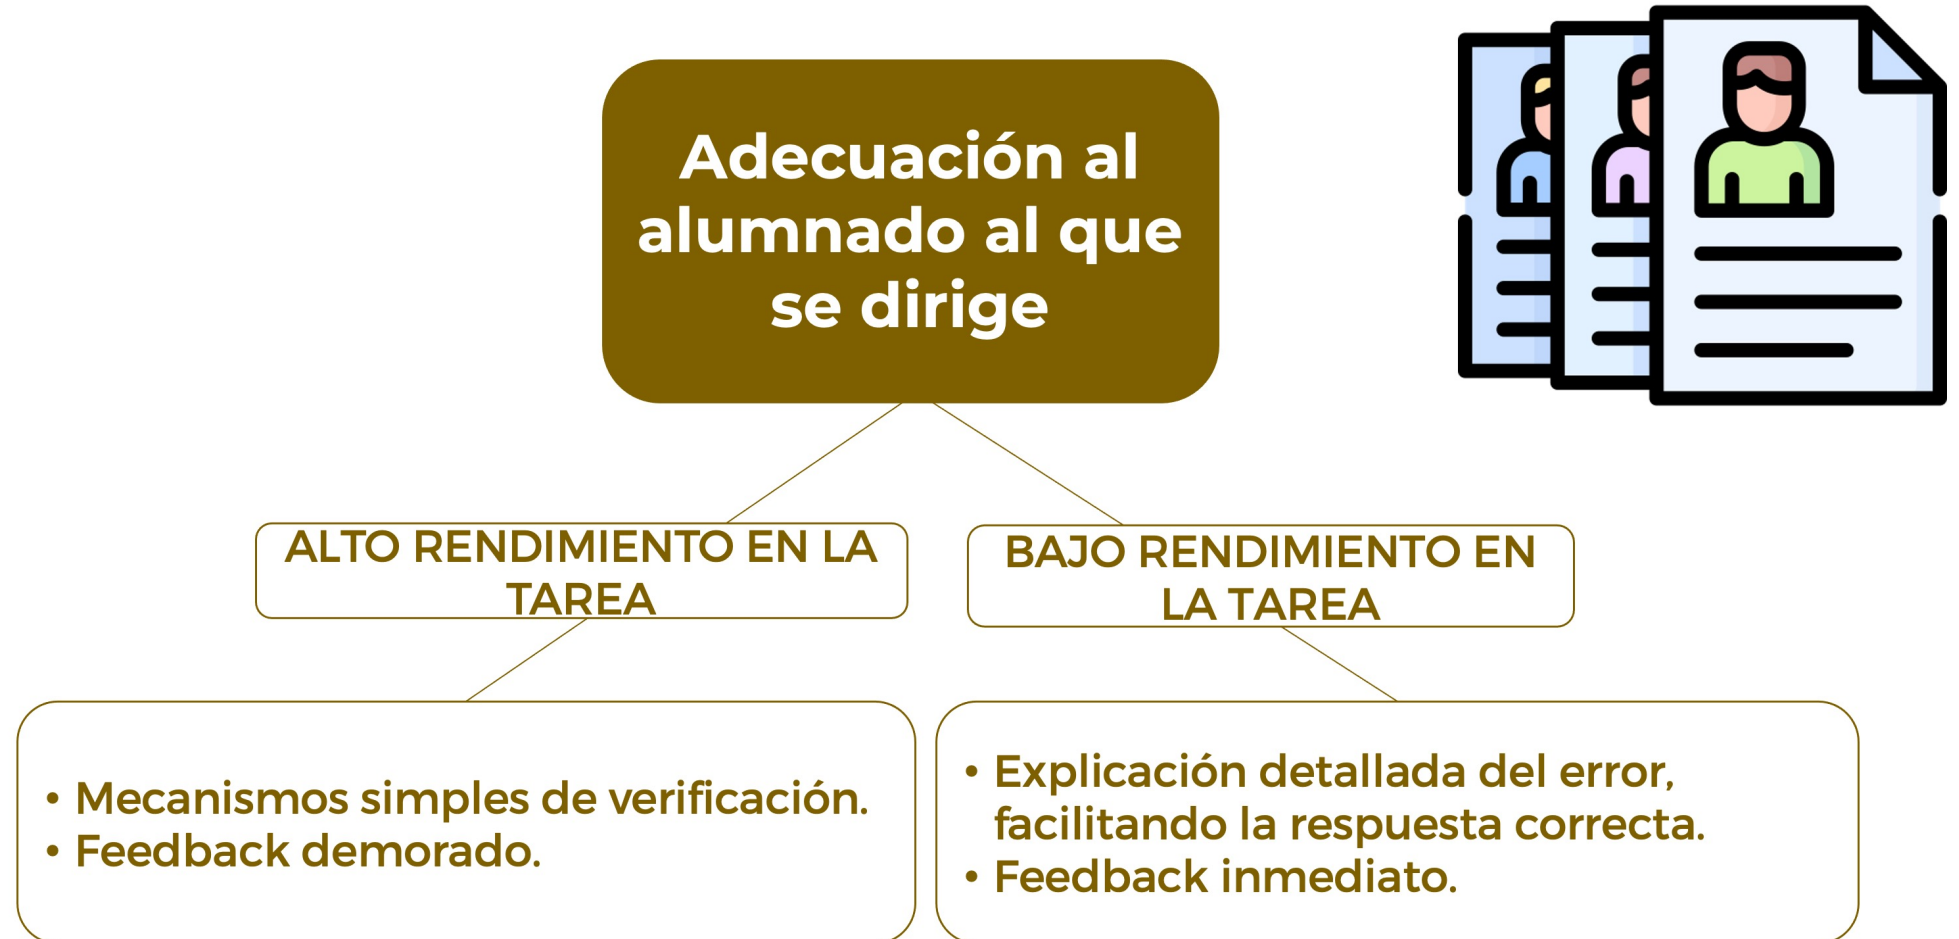 Adecuación al
alumnado al que
se dirige
ALTO RENDIMIENTO EN LA
TAREA
BAJO RENDIMIENTO EN
LA TAREA
• Mecanismos simples de verificación.
• Feedback demorado.
• Explicación detallada del error,
facilitando la respuesta correcta.
• Feedback inmediato.